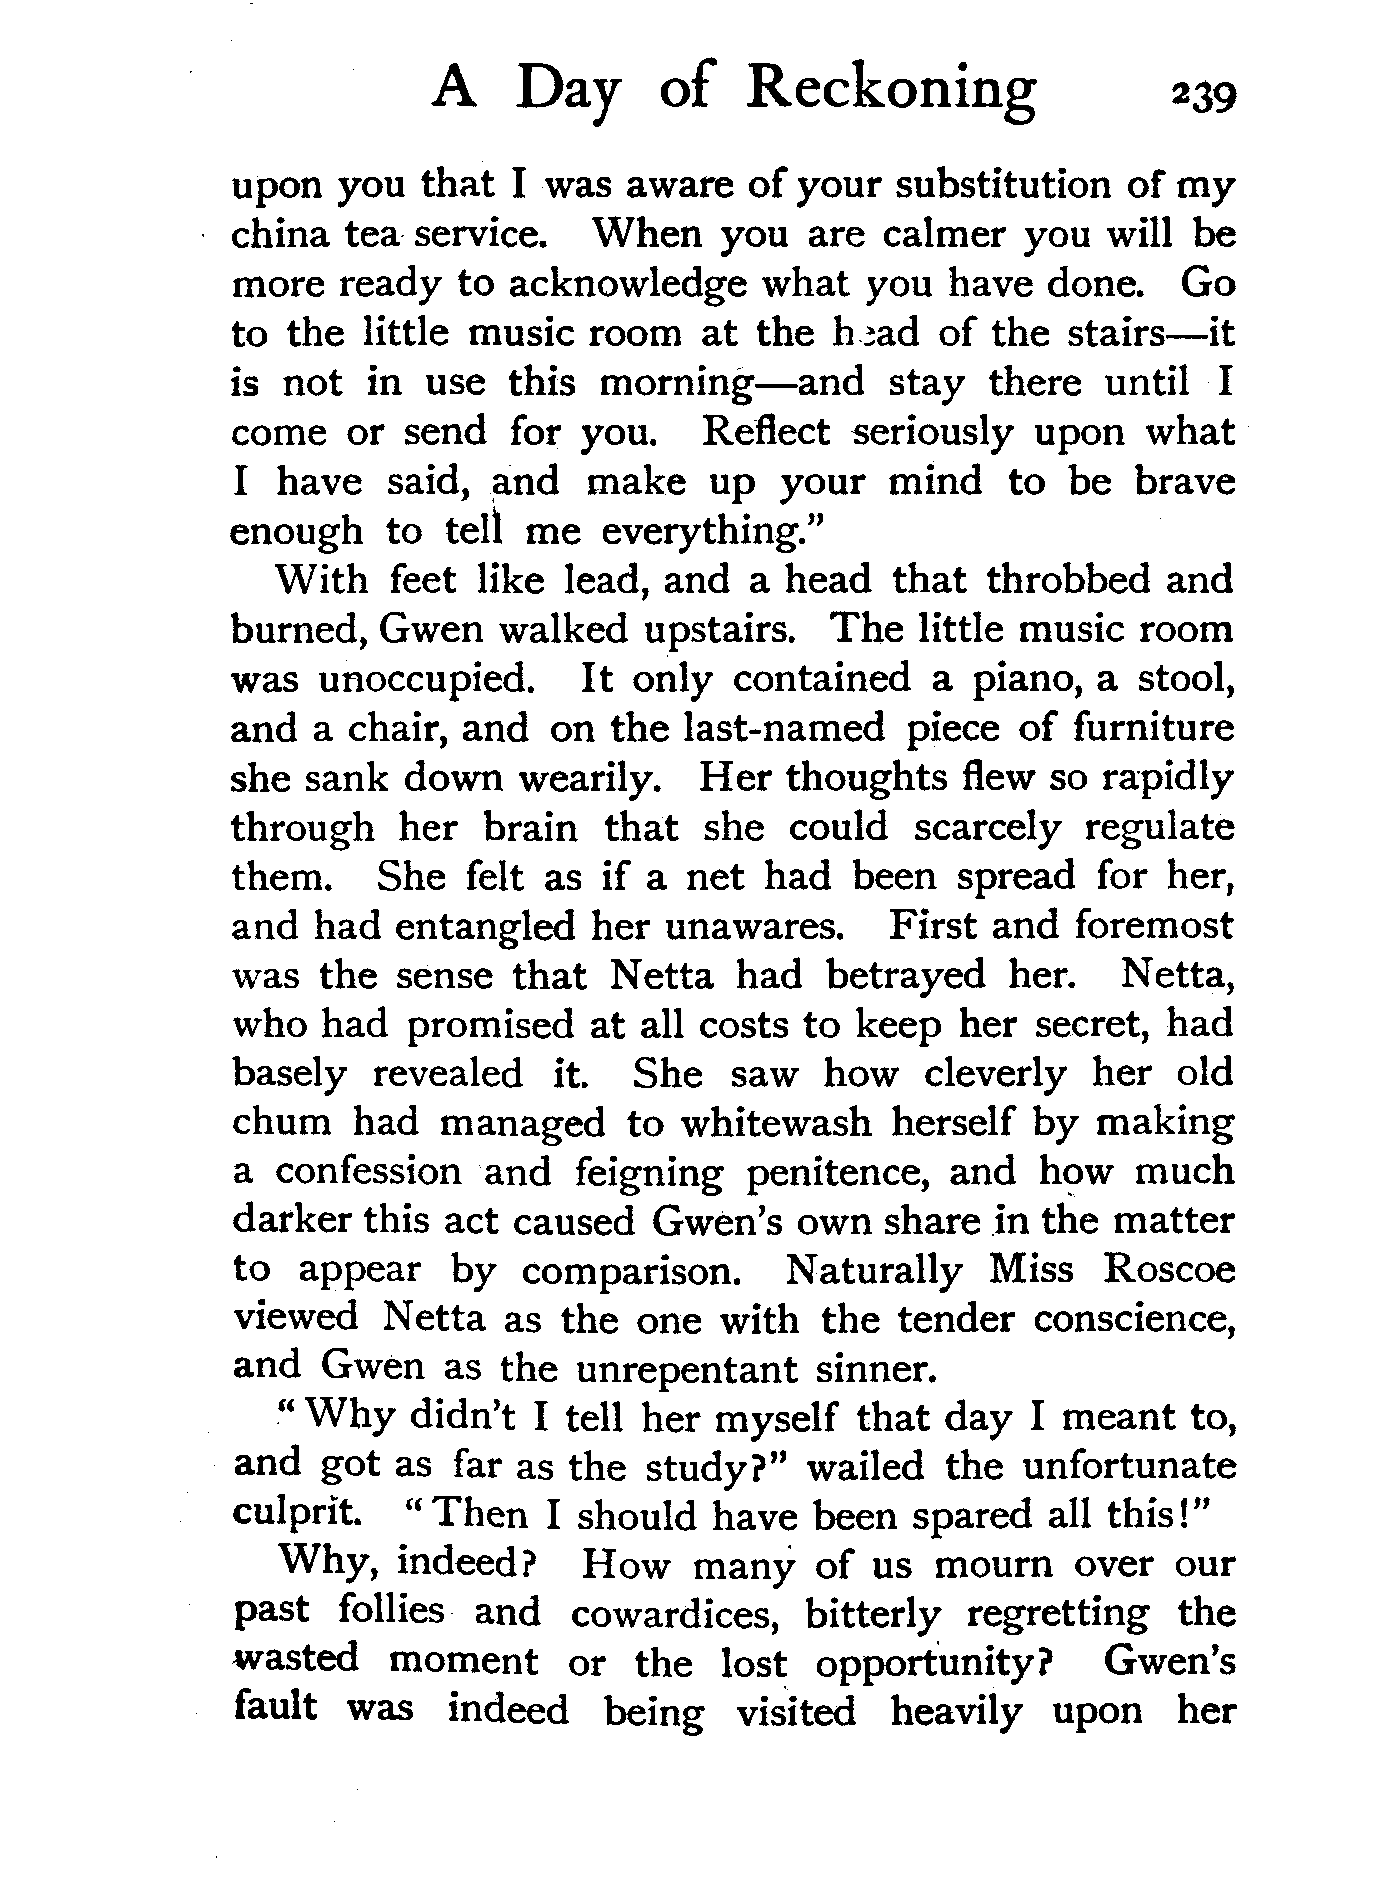 A Day of Reckoning 239
upon you that I was aware of your substitution of my
china tea service. When you are calmer you will be
more ready to acknowledge what you have done. Go
to the little music room at the head of the stairs—it
is not in use this morning—and stay there until I
come or send for you. Reflect seriously upon what
I have said, and make up your mind to be brave
enough to tell me everything."
With feet like lead, and a head that throbbed and
burned, Gwen walked upstairs. The little music room
was unoccupied. It only contained a piano, a stool,
and a chair, and on the last-named piece of furniture
she sank down wearily. Her thoughts flew so rapidly
through her brain that she could scarcely regulate
them. She felt as if a net had been spread for her,
and had entangled her unawares. First and foremost
was the sense that Netta had betrayed her. Netta,
who had promised at all costs to keep her secret, had
basely revealed it. She saw how cleverly her old
chum had managed to whitewash herself by making
a confession and feigning penitence, and how much
darker this act caused Gwen's own share in the matter
to appear by comparison. Naturally Miss Roscoe
viewed Netta as the one with the tender conscience,
and Gwen as the unrepentant sinner.
"Why didn't I tell her myself that day I meant to,
and got as far as the study?" wailed the unfortunate
culprit. "Then I should have been spared all this!"
Why, indeed? How many of us mourn over our
past follies and cowardices, bitterly regretting the
wasted moment or the lost opportunity? Gwen's
fault was indeed being visited heavily upon her